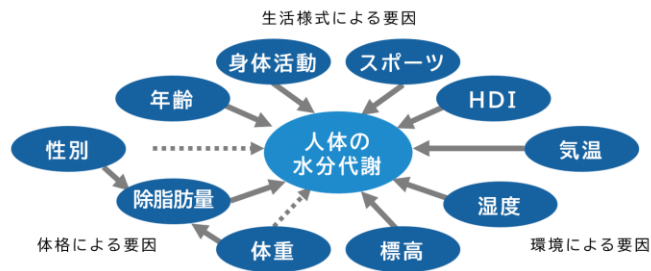 生活様式による要因
身体活動
スポーツ
年齢
HDI
人体の
水分代謝
性別
気温
除脂肪量
湿度
体格による要因
体重
標高
環境による要因